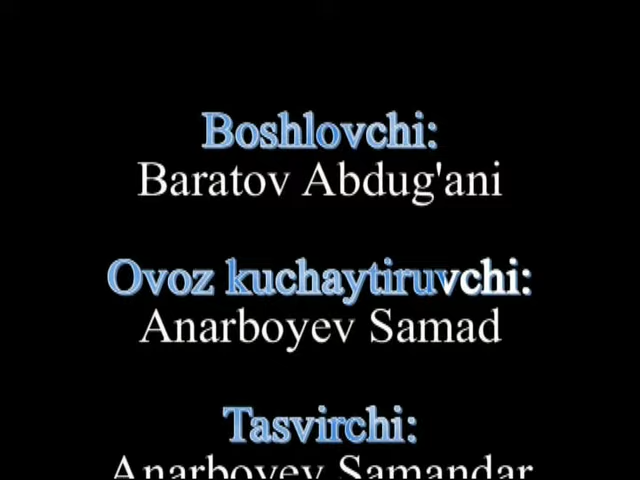 Boshlovchi:
Baratov Abdug'ani
Ovoz kuchaytiruvchi:
Anarboyev Samad
Tasvirchi:
Anarboyev Samandar